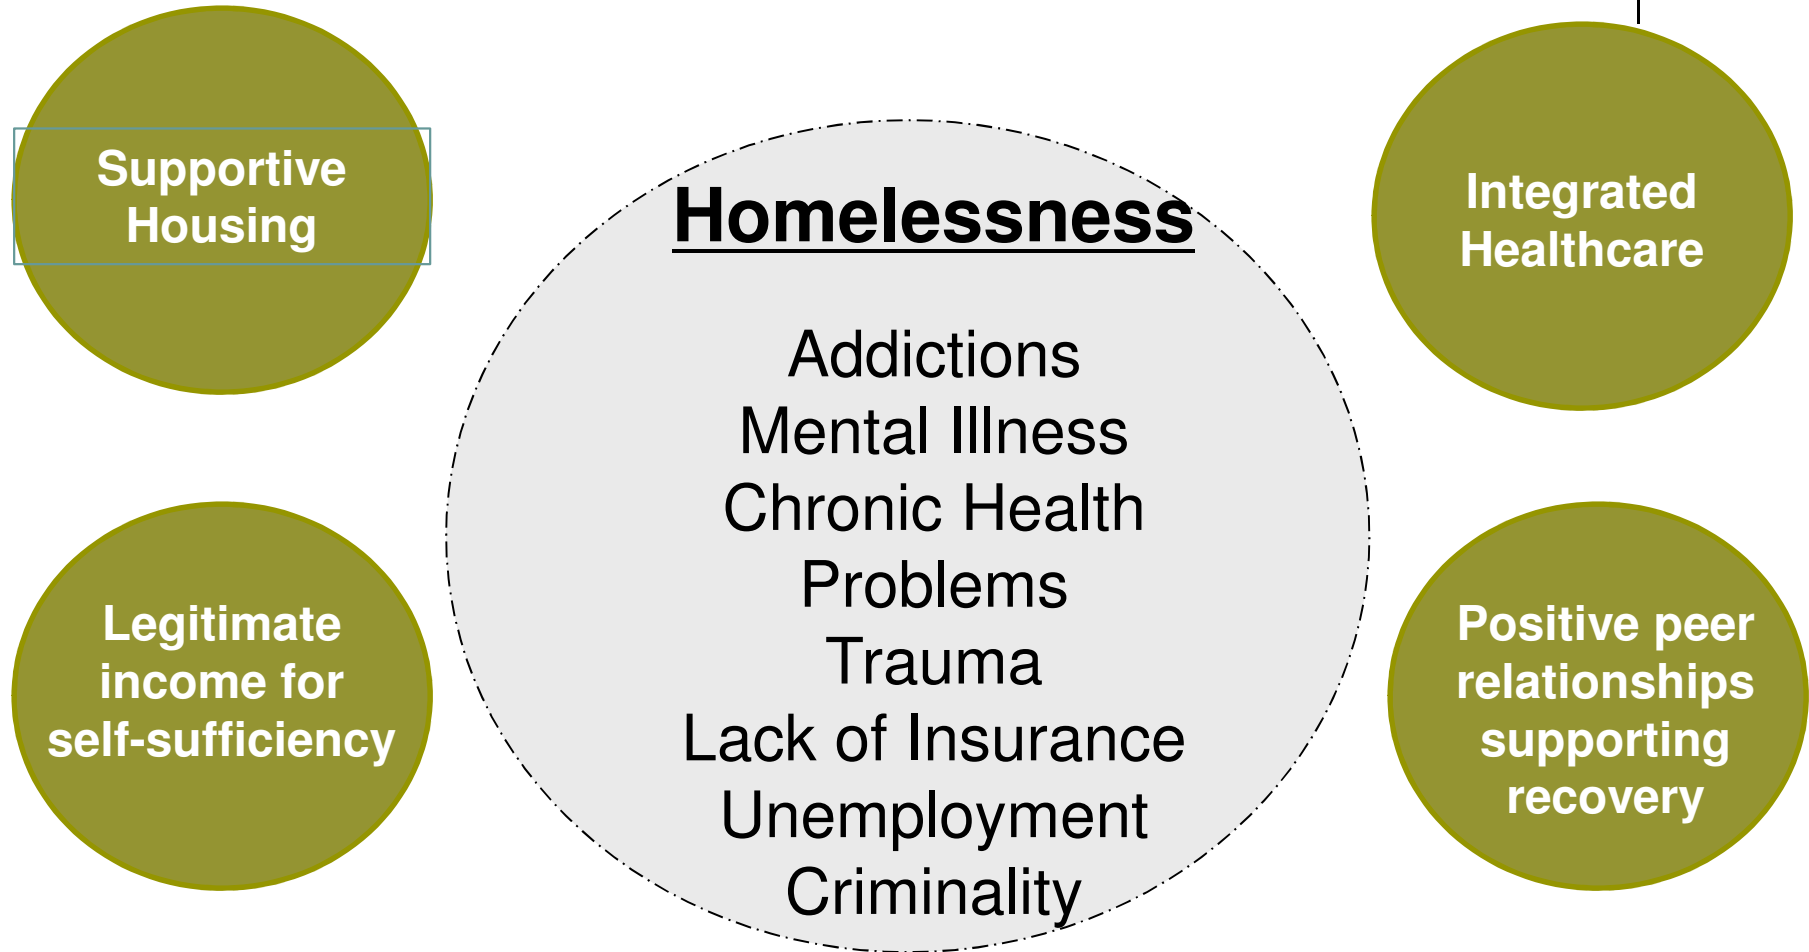 Supportive
Housing
Homelessness
Addictions
Mental Illness
Chronic Health
Problems
Trauma
Lack of Insurance
Unemployment
Criminality
Integrated
Healthcare
Legitimate
income for
self-sufficiency
Positive peer
relationships
supporting
recovery